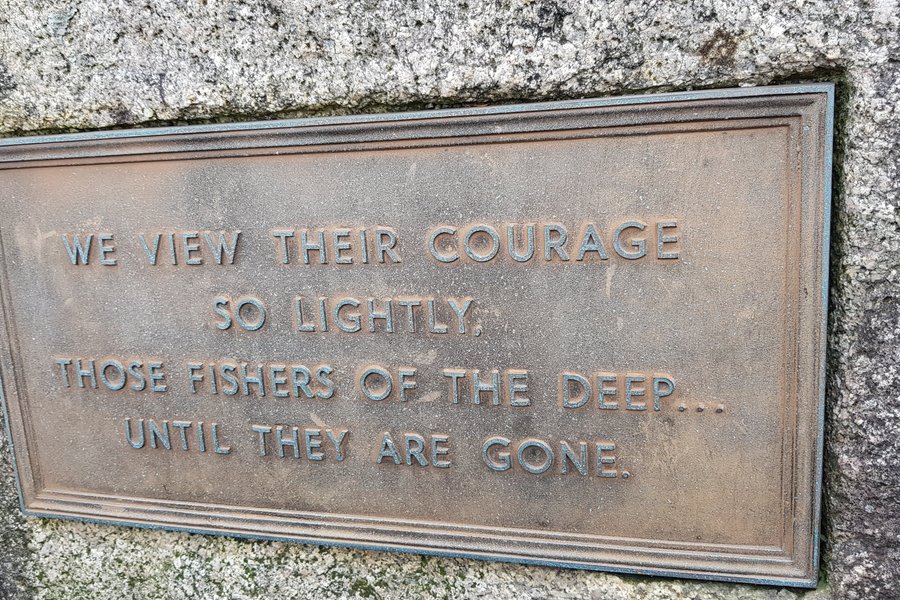 WE VIEW THEIR COURAGE
SO LIGHTLY,
THOSE FISHERS OF THE DEEP...
UNTIL THEY ARE GONE.